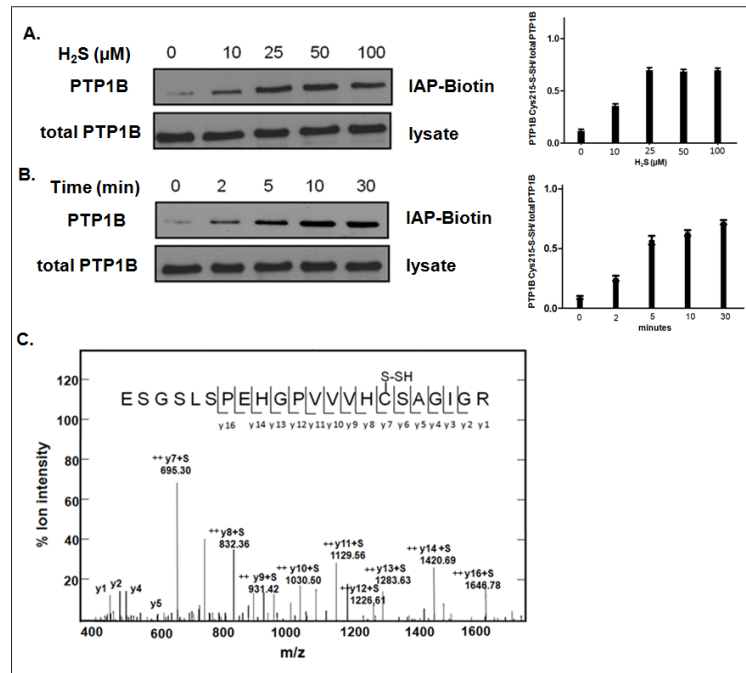 A.
H₂S (µM) 0 10 25 50 100
PTP1B IAP-Biotin
total PTP1B lysate
PTP1B Cys215-S-SH/total PTP1B
1.0
0.5
0.0
0 10 25 50 100
H₂S (µM)
B.
Time (min) 0 2 5 10 30
PTP1B IAP-Biotin
total PTP1B lysate
PTP1B Cys215-S-SH/total PTP1B
1.0
0.5
0.0
0 2 5 10 30
minutes
C.
S-SH
E S G S L S P E H G P V V V H C S A G I G R
y16 y14 y13 y12 y11 y10 y9 y8 y7 y6 y5 y4 y3 y2 y1
% Ion intensity
120
110
80
60
40
20
++ y7+S
695.30
++ y8+S
832.36
++ y9+S
931.42
++ y10+S
1030.50
++ y11+S
1129.56
++ y12+S
1226,61
++ y13+S
1283.63
++ y14 +S
1420.69
++ y16+S
1646.78
y1 y2 y4 y5
400 600 800 1000 1200 1400 1600
m/z